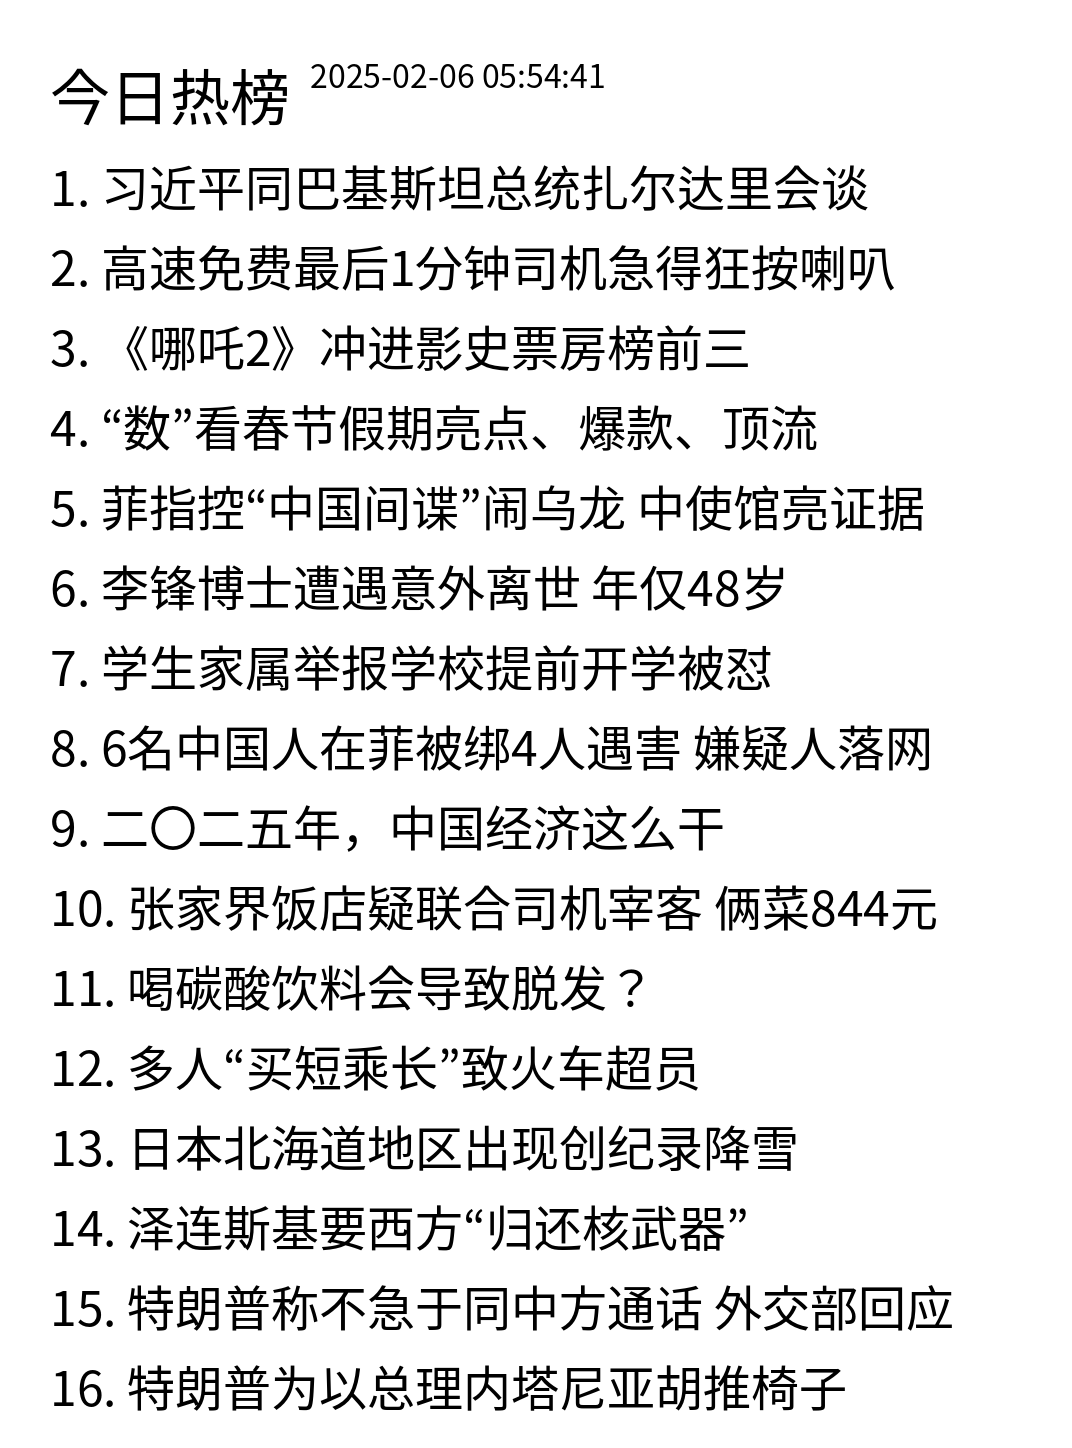 今日热榜 2025-02-06 05:54:41
1. 习近平同巴基斯坦总统扎尔达里会谈
2. 高速免费最后1分钟司机急得狂按喇叭
3. 《哪吒2》冲进影史票房榜前三
4. “数”看春节假期亮点、爆款、顶流
5. 菲指控“中国间谍”闹乌龙 中使馆亮证据
6. 李锋博士遭遇意外离世 年仅48岁
7. 学生家属举报学校提前开学被怼
8. 6名中国人在菲被绑4人遇害 嫌疑人落网
9. 二〇二五年，中国经济这么干
10. 张家界饭店疑联合司机宰客 俩菜844元
11. 喝碳酸饮料会导致脱发？
12. 多人“买短乘长”致火车超员
13. 日本北海道地区出现创纪录降雪
14. 泽连斯基要西方“归还核武器”
15. 特朗普称不急于同中方通话 外交部回应
16. 特朗普为以总理内塔尼亚胡推椅子